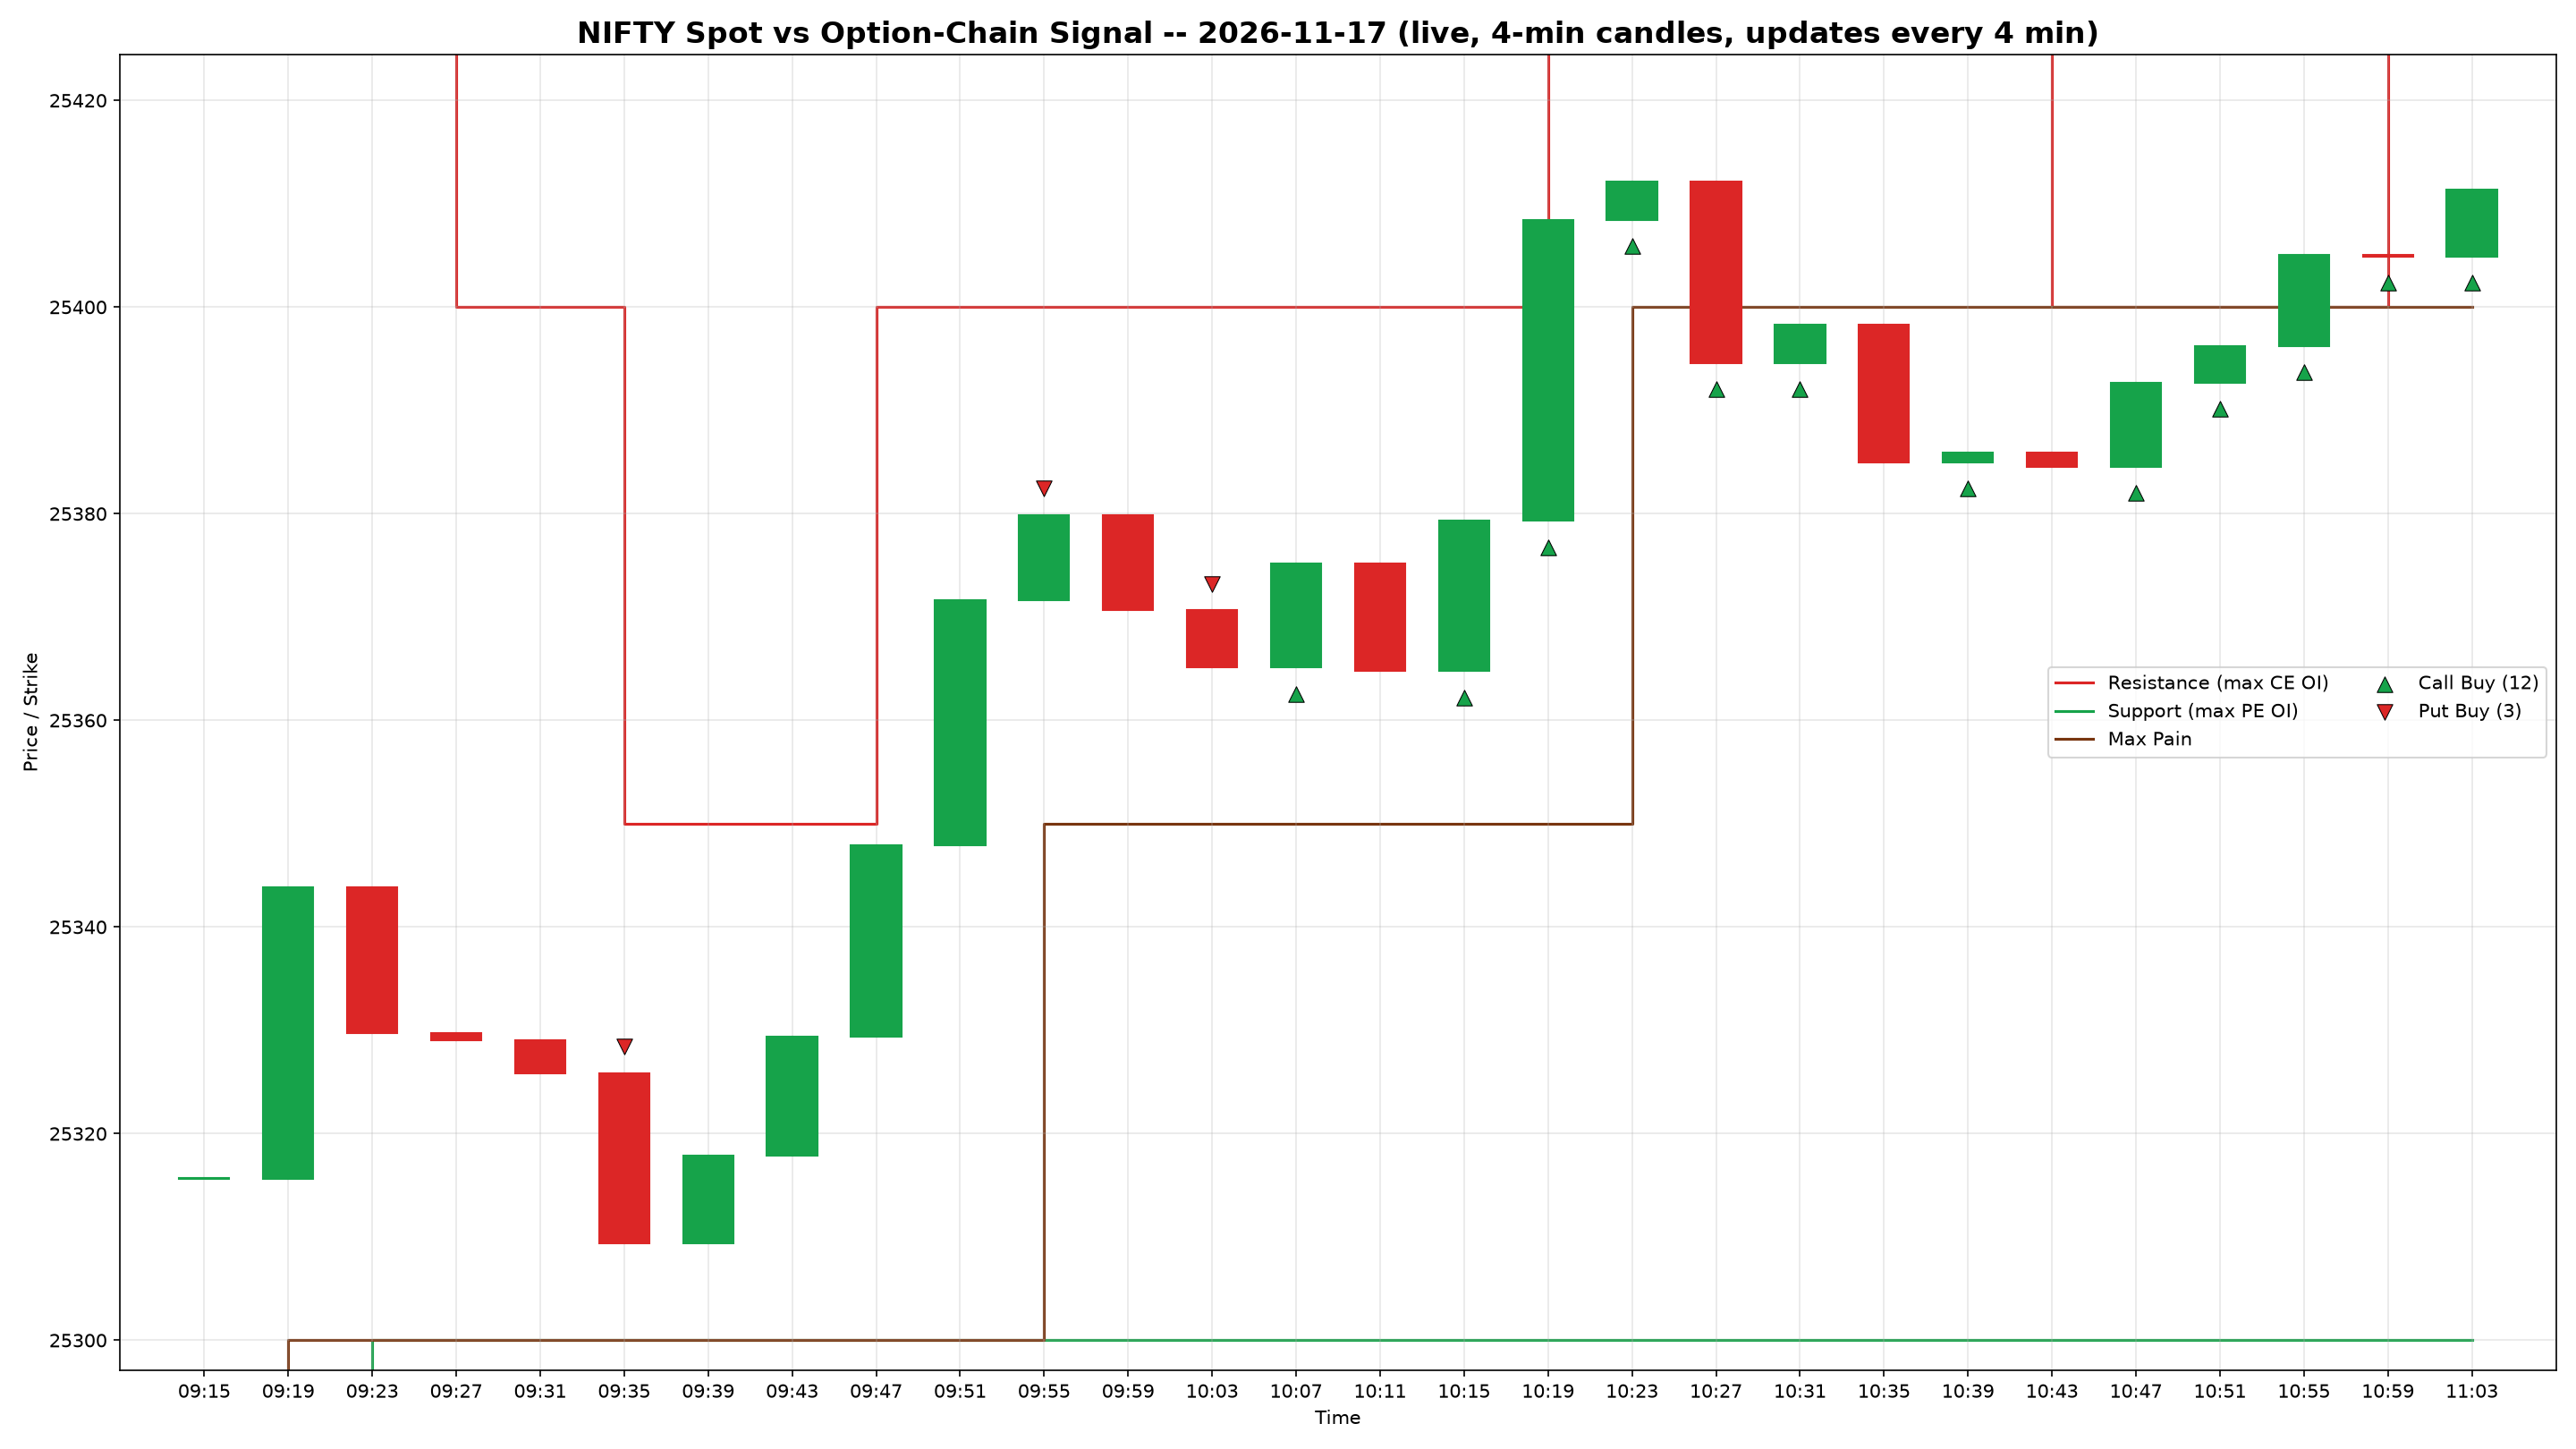 NIFTY Spot vs Option-Chain Signal -- 2026-11-17 (live, 4-min candles, updates every 4 min)
Price / Strike
25420
25400
25380
25360
25340
25320
25300
Resistance (max CE OI)
Support (max PE OI)
Max Pain
Call Buy (12)
Put Buy (3)
09:15 09:19 09:23 09:27 09:31 09:35 09:39 09:43 09:47 09:51 09:55 09:59 10:03 10:07 10:11 10:15 10:19 10:23 10:27 10:31 10:35 10:39 10:43 10:47 10:51 10:55 10:59 11:03
Time